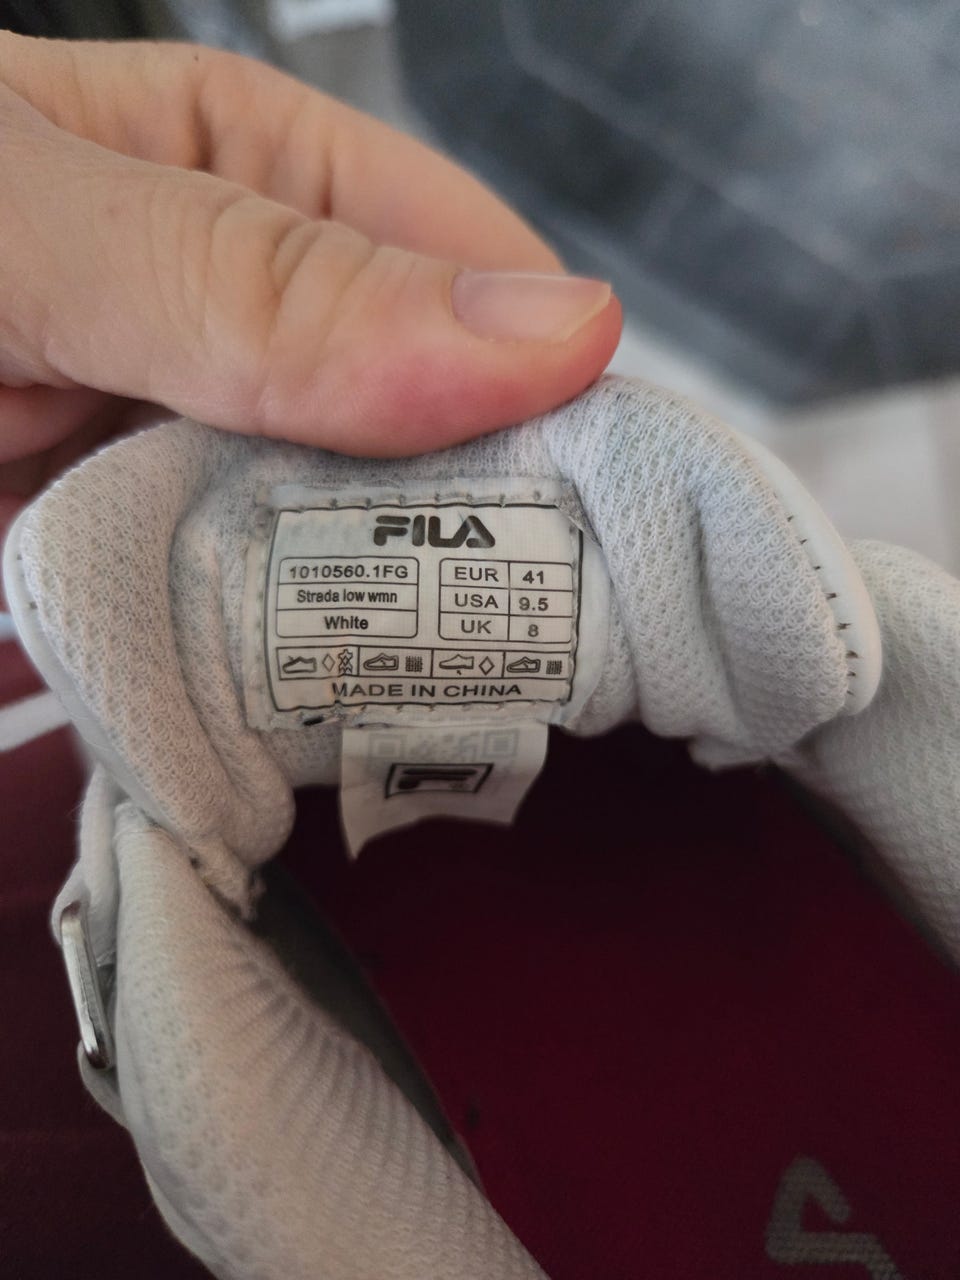 FILA
1010560.1FG
Strada low wmn
White
EUR 41
USA 9.5
UK 8
MADE IN CHINA